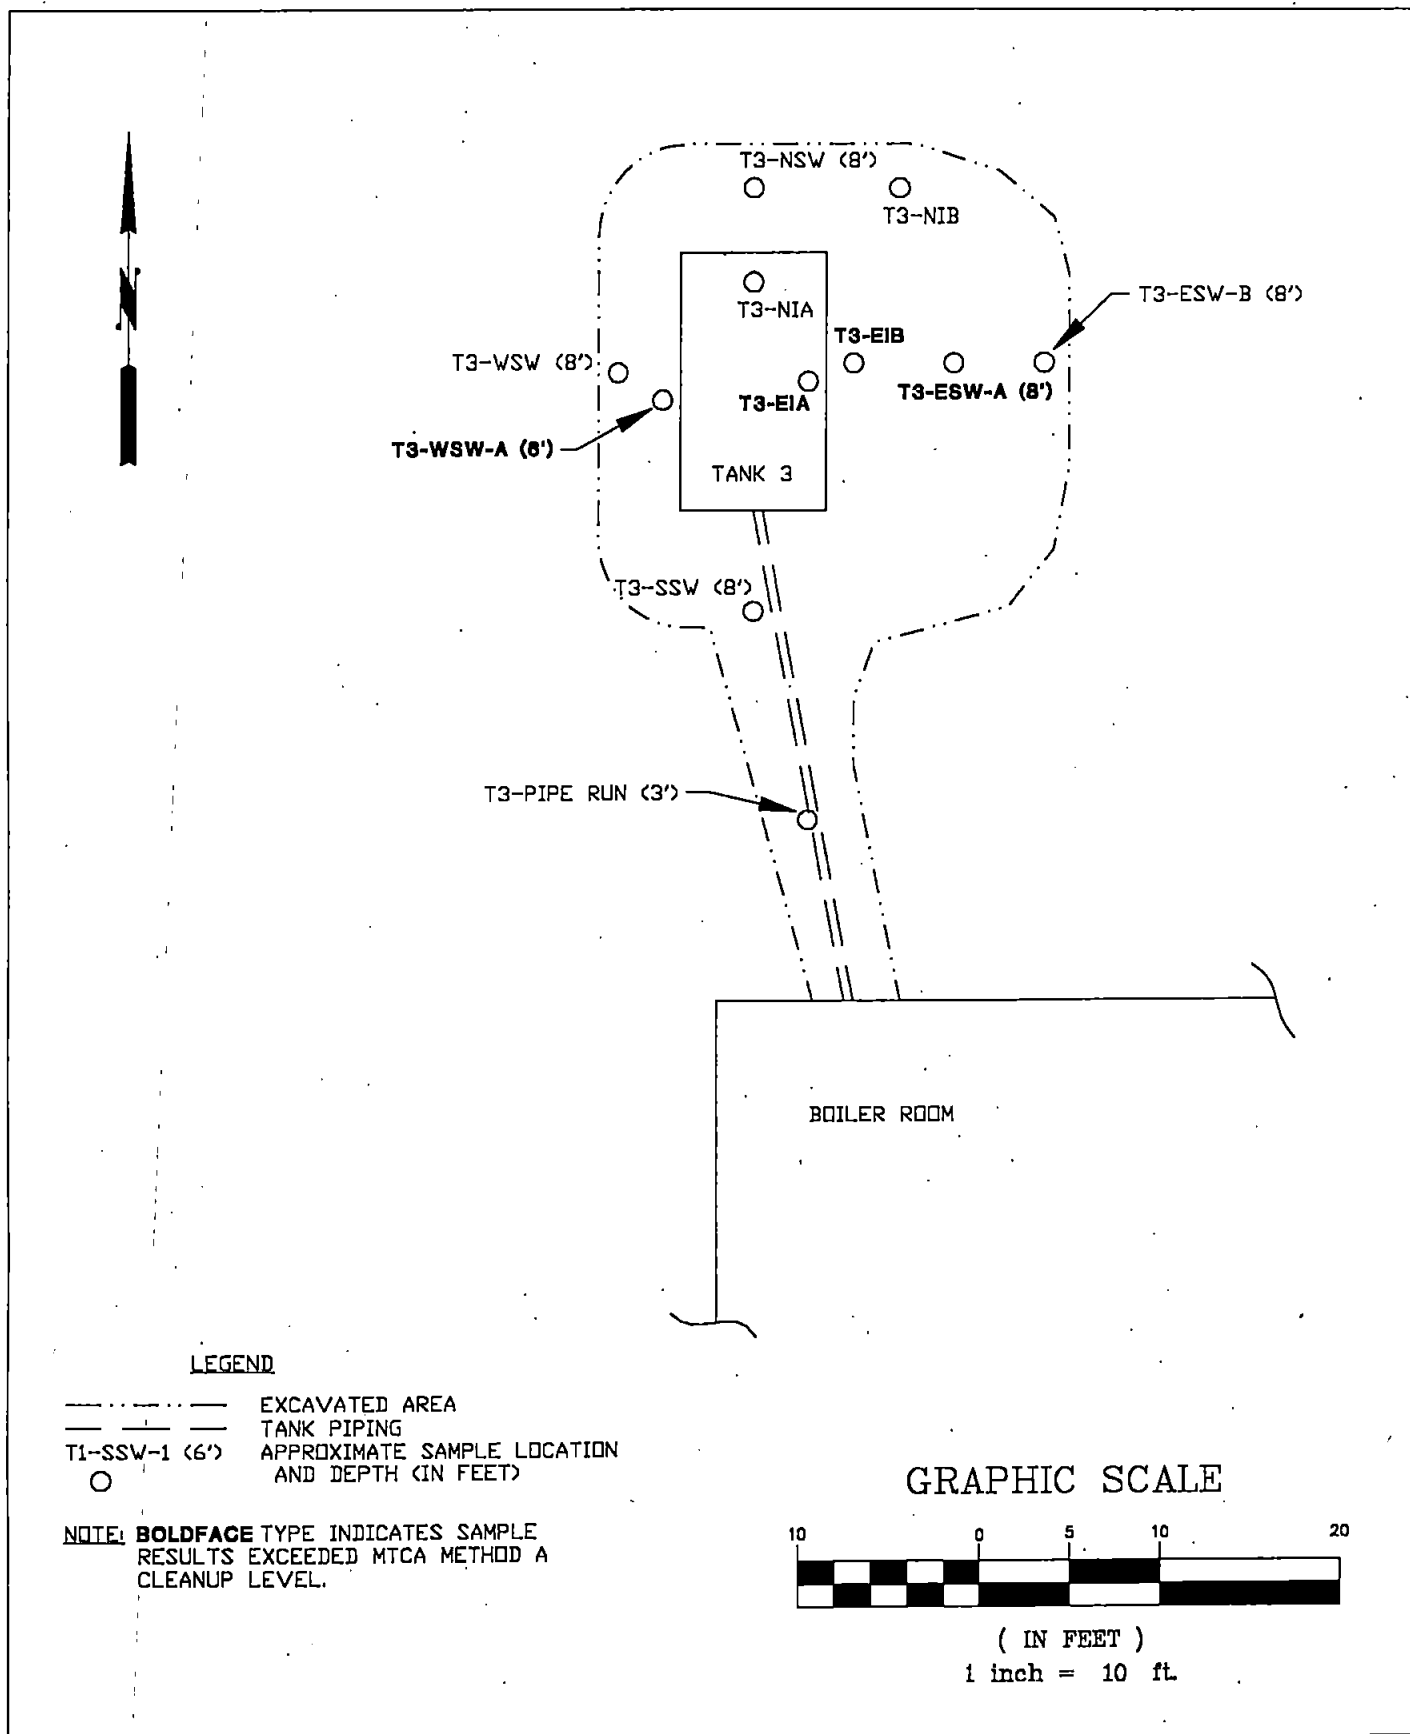 T3-NSW (8')
T3-NIB
N
T3-NIA
T3-ESW-B (8')
T3-EIB
T3-WSW (8')
T3-ESW-A (8')
T3-EIA
T3-WSW-A (6')
TANK 3
T3-SSW (8')
T3-PIPE RUN (3')
BOILER ROOM
LEGEND
EXCAVATED AREA
TANK PIPING
T1-SSW-1 (6') APPROXIMATE SAMPLE LOCATION
AND DEPTH (IN FEET)
NOTE: BOLDFACE TYPE INDICATES SAMPLE
RESULTS EXCEEDED MTCA METHOD A
CLEANUP LEVEL.
GRAPHIC SCALE
10 0 5 10 20
( IN FEET )
1 inch = 10 ft.